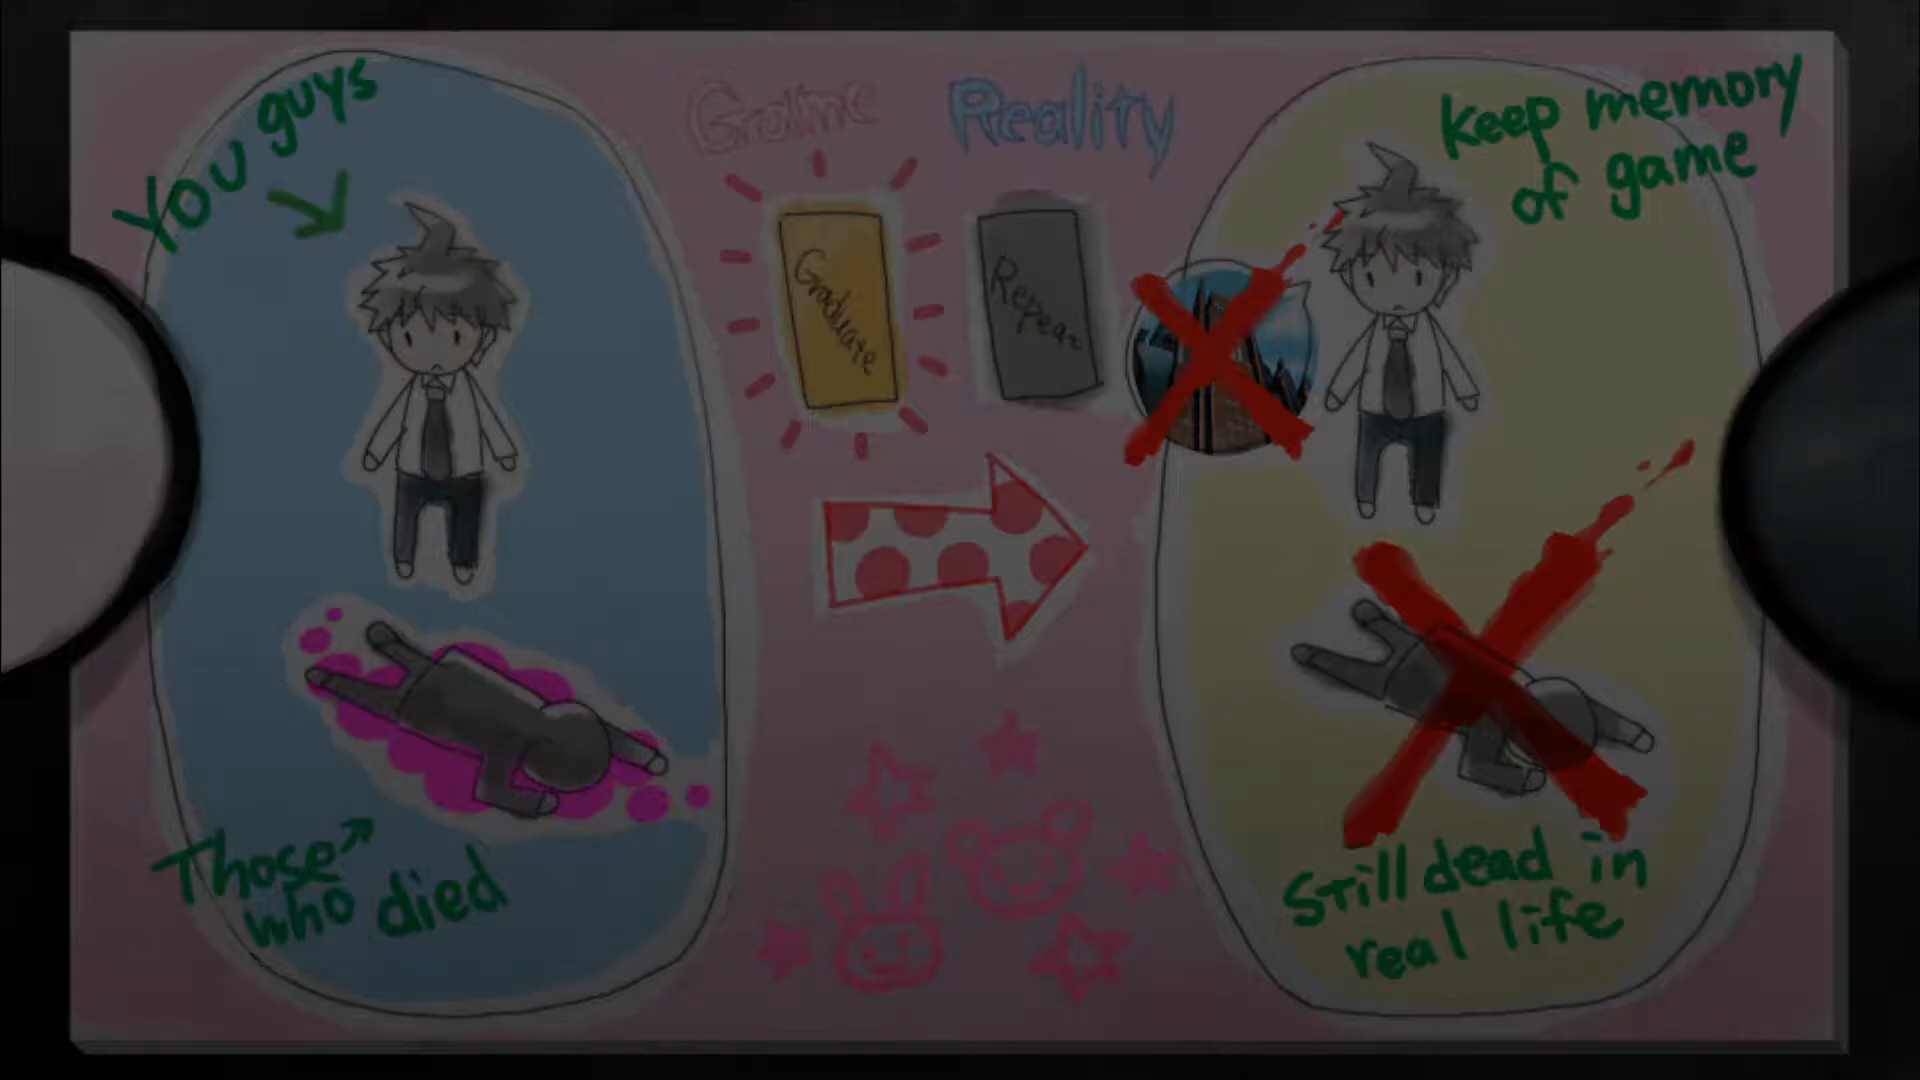 You guys
Game
Reality
keep memory
of game
Graduate
Repeat
Those
who died
Still dead in
real life